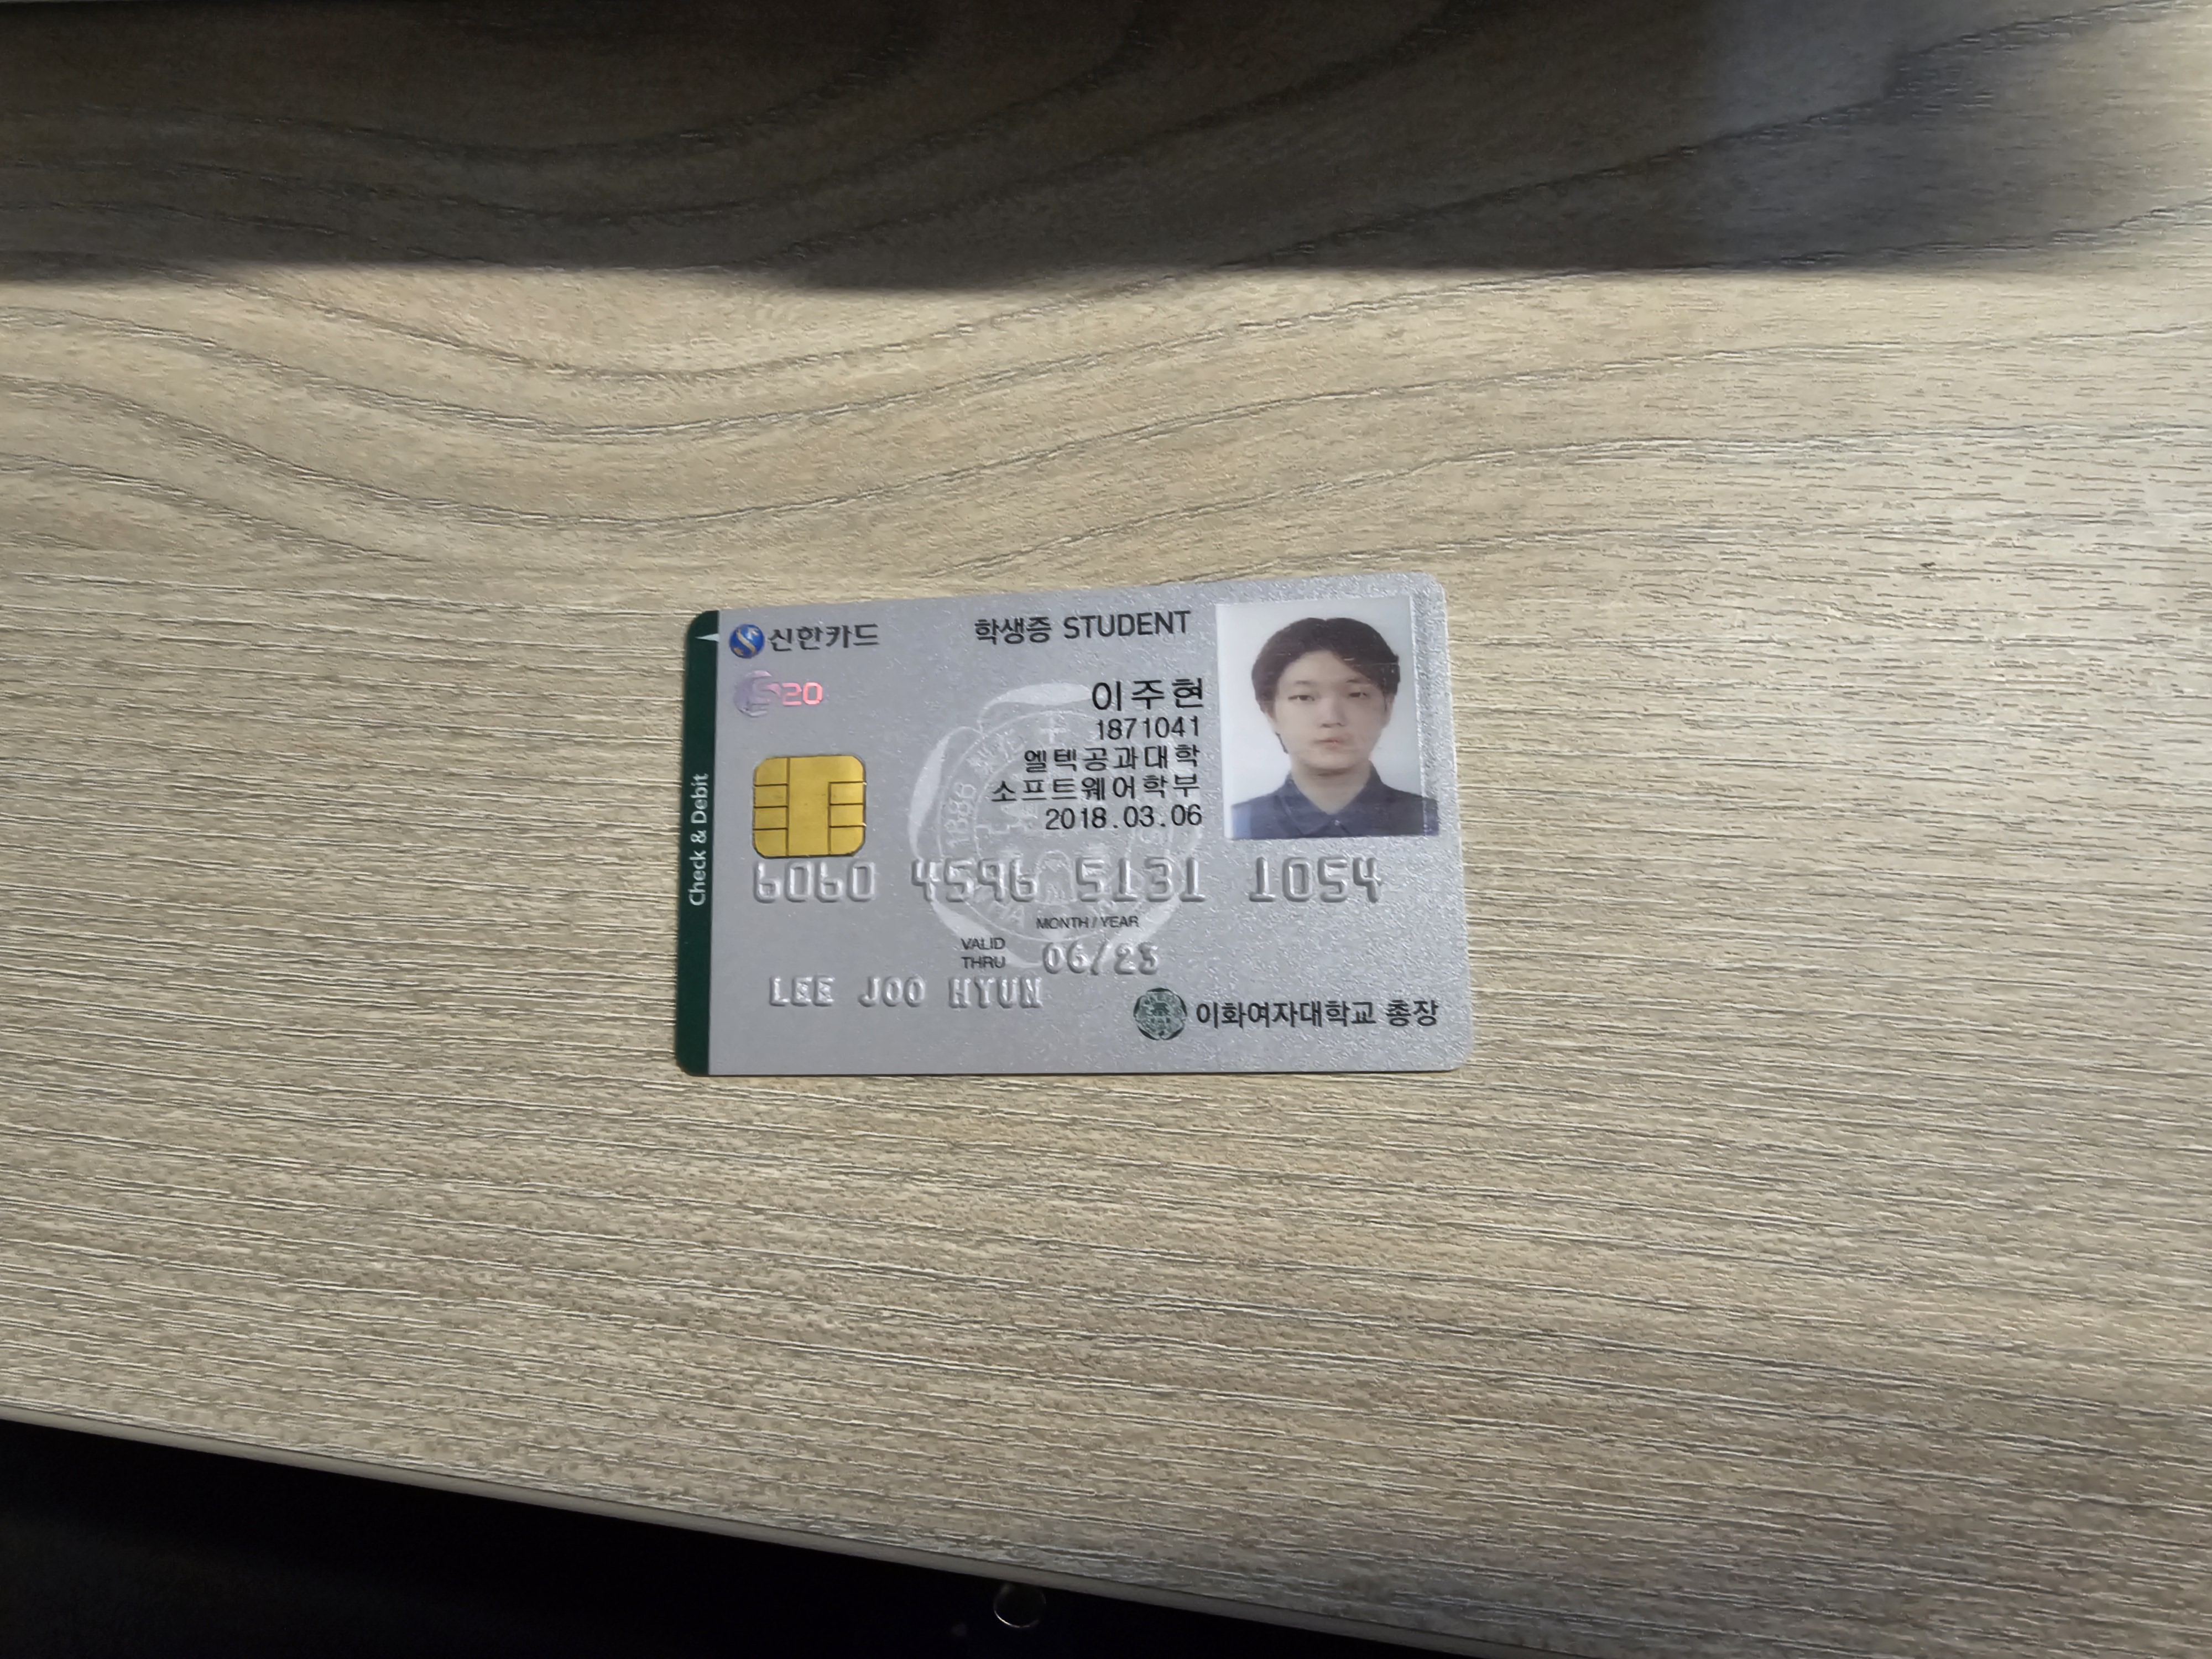 신한카드
학생증 STUDENT
S20
이주현
1871041
엘텍공과대학
소프트웨어학부
2018.03.06
Check & Debit
6060 4596 5131 1054
MONTH / YEAR
VALID
THRU
06/23
LEE JOO HYUN
이화여자대학교 총장
1886